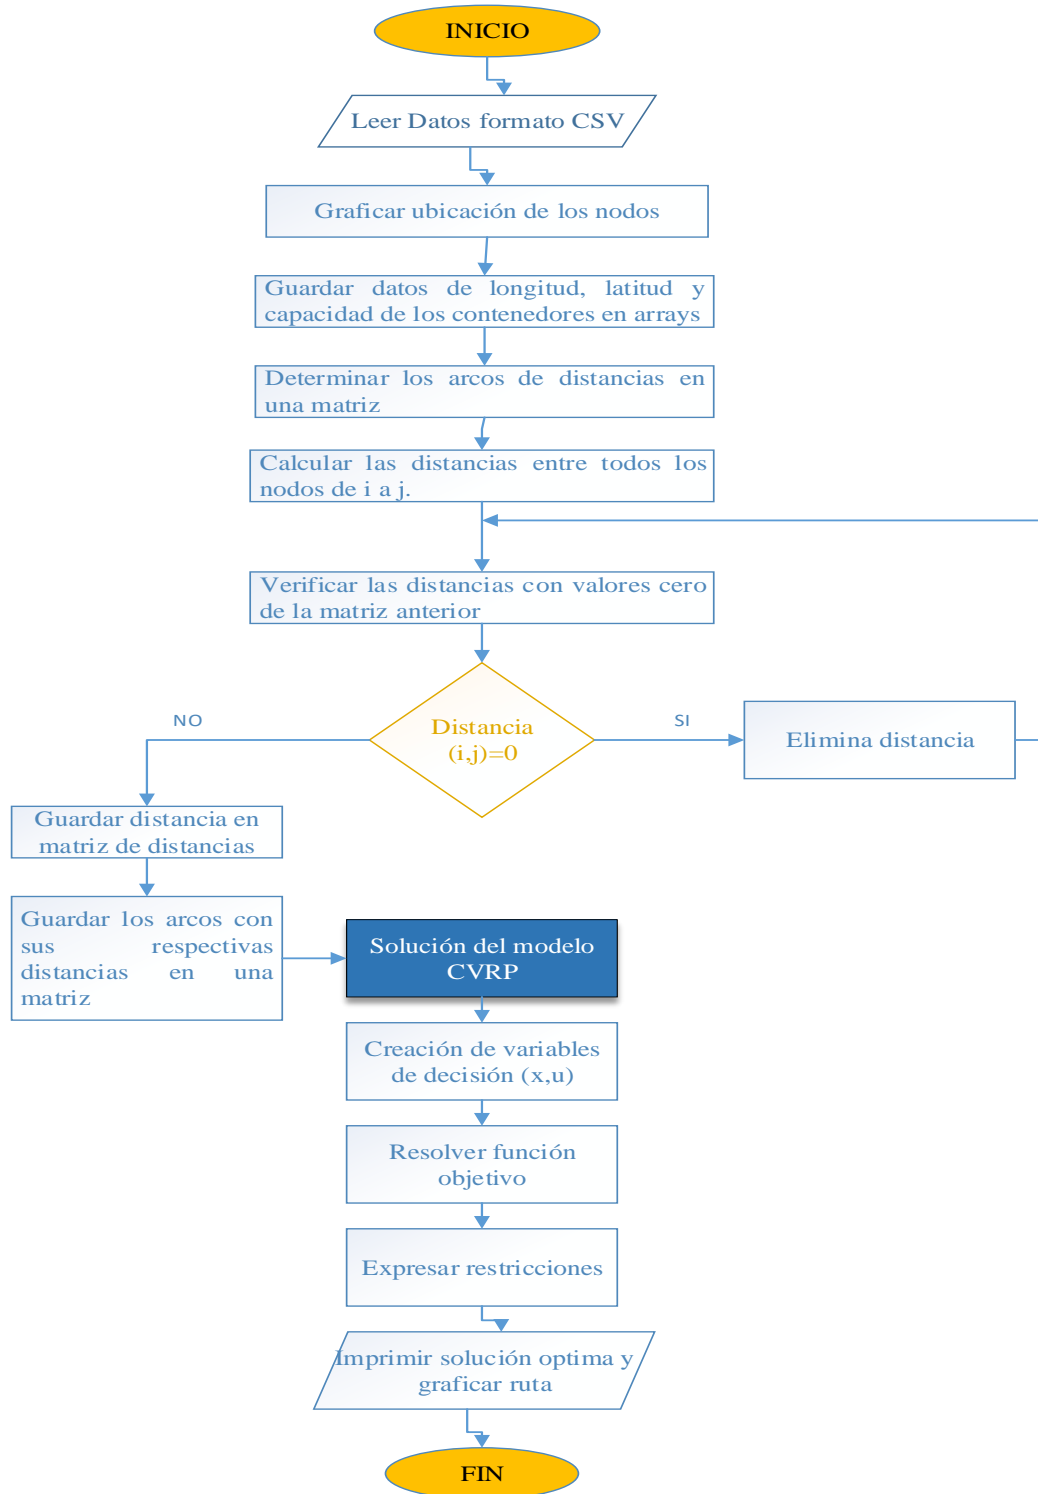 INICIO
Leer Datos formato CSV
Graficar ubicación de los nodos
Guardar datos de longitud, latitud y
capacidad de los contenedores en arrays
Determinar los arcos de distancias en
una matriz
Calcular las distancias entre todos los
nodos de i a j.
Verificar las distancias con valores cero
de la matriz anterior
Distancia
(i,j)=0
NO
SI
Elimina distancia
Guardar distancia en
matriz de distancias
Guardar los arcos con
sus respectivas
distancias en una
matriz
Solución del modelo
CVRP
Creación de variables
de decisión (x,u)
Resolver función
objetivo
Expresar restricciones
Imprimir solución optima y
graficar ruta
FIN